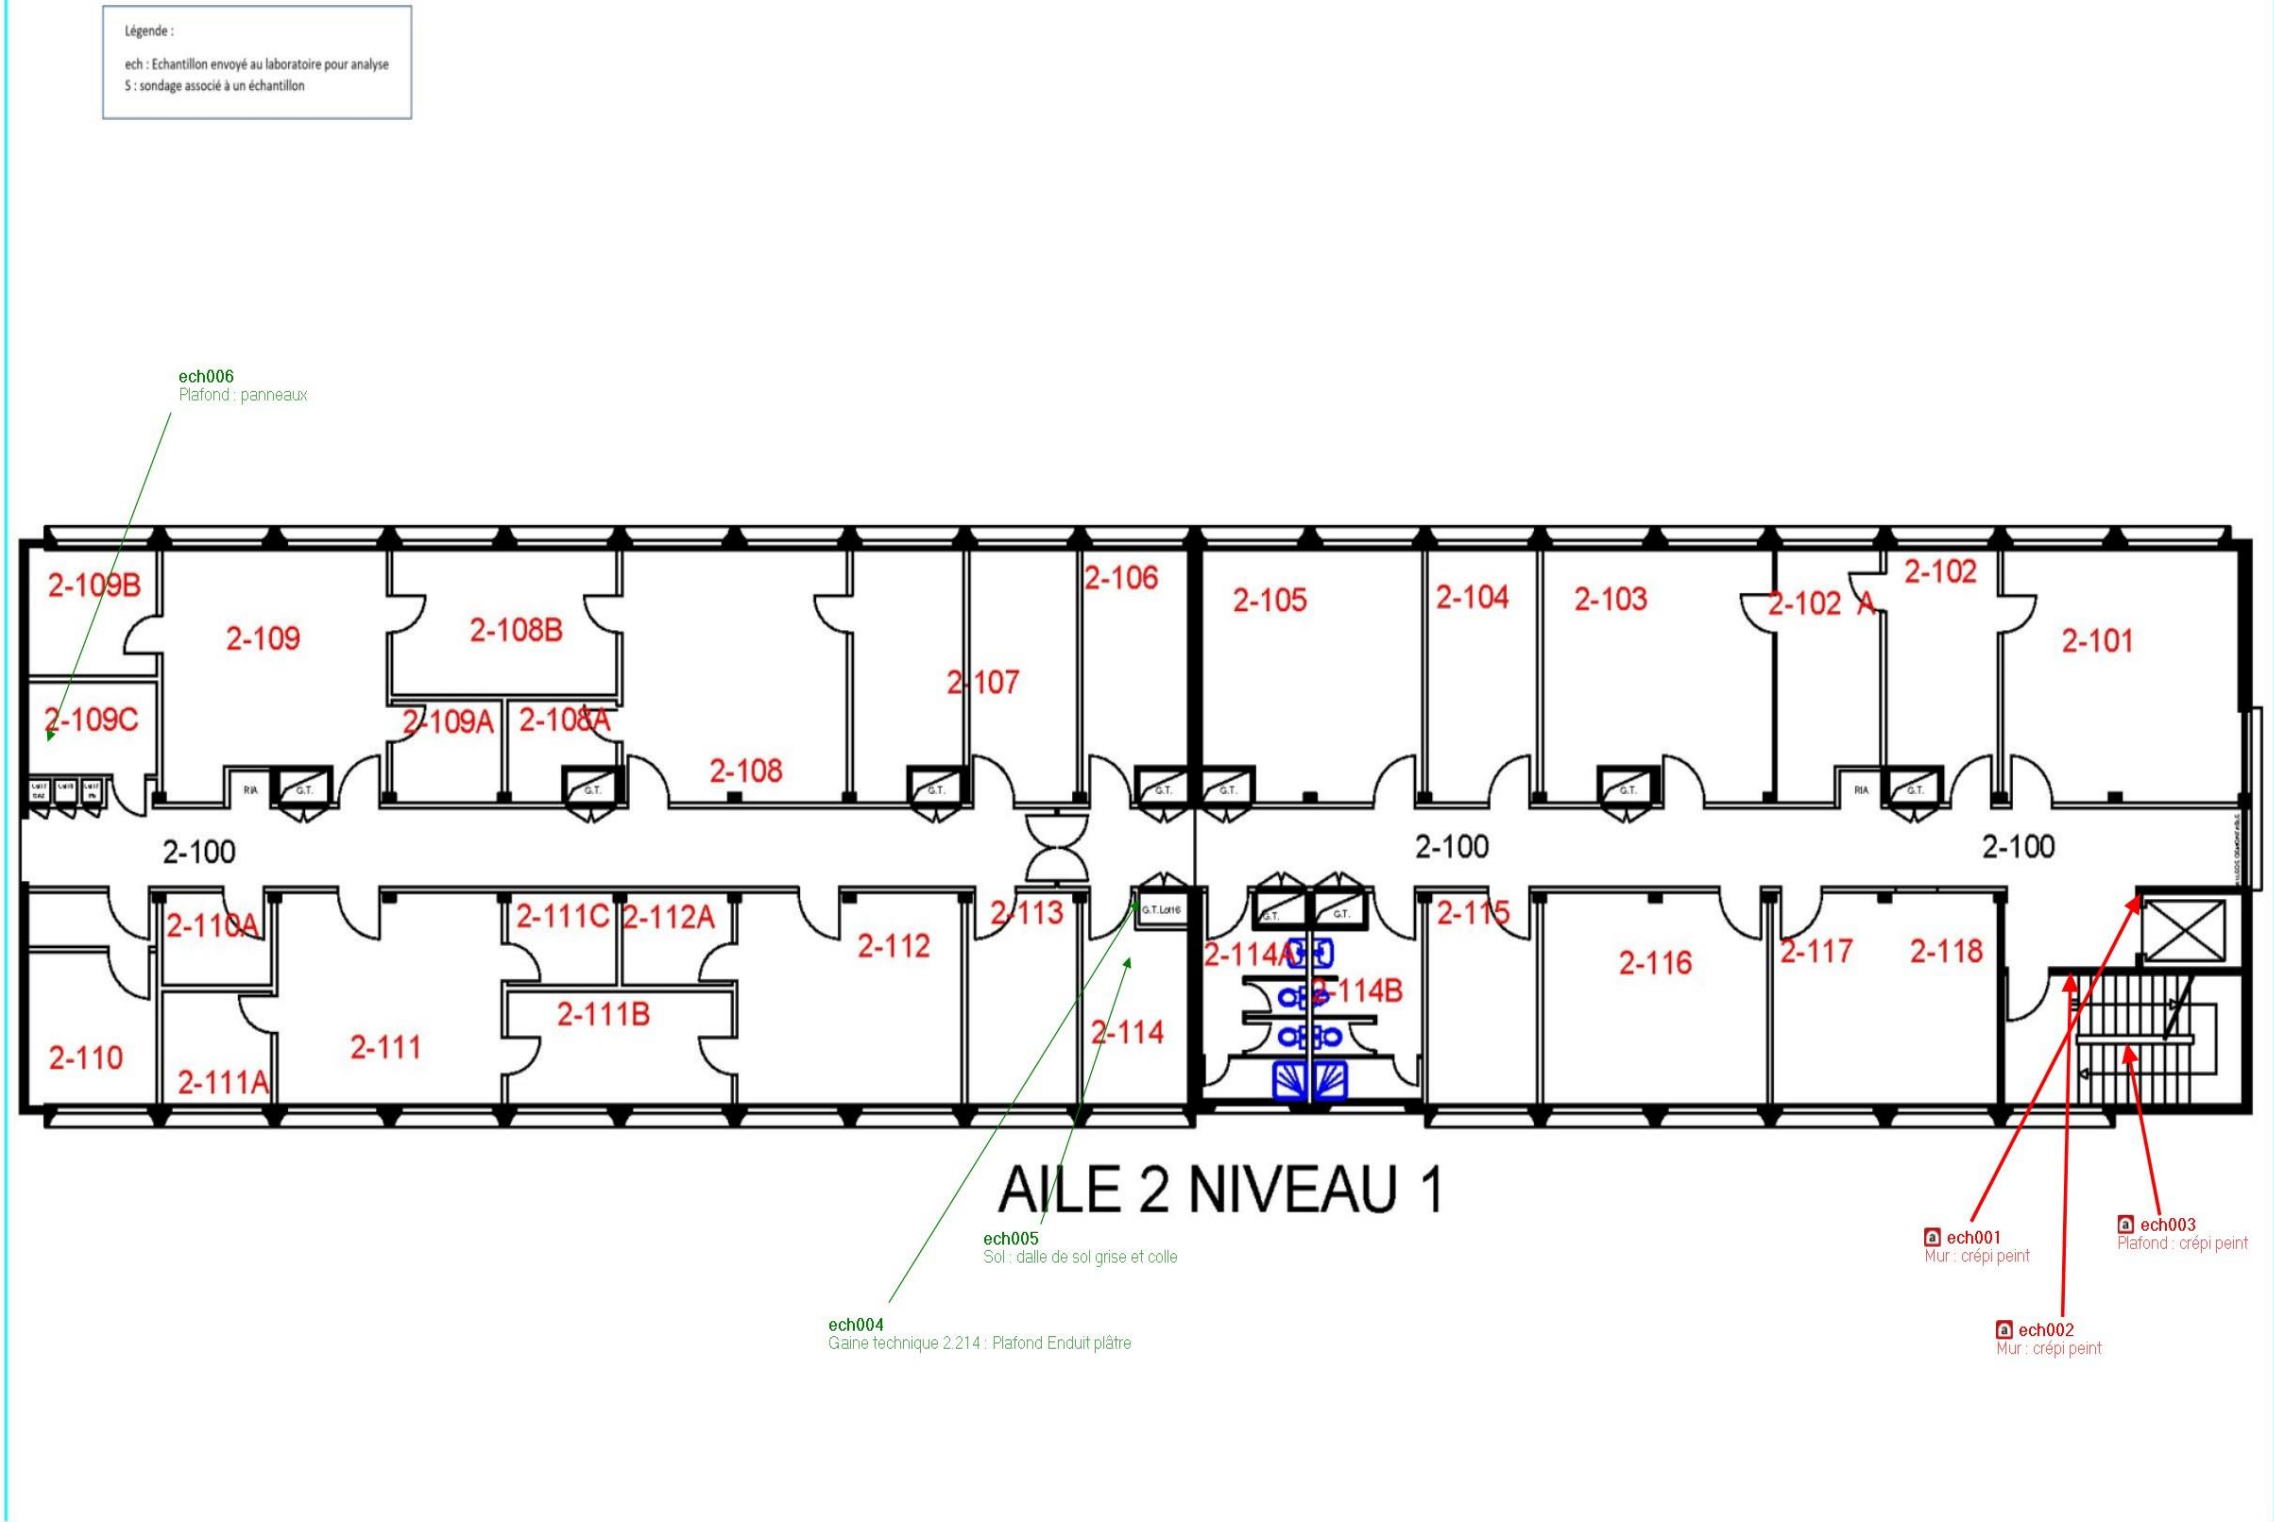 Légende :
ech : Echantillon envoyé au laboratoire pour analyse
S : sondage associé à un échantillon
ech006
Plafond : panneaux
2-109B
2-109
2-108B
2-106
2-105
2-104
2-103
2-102 A
2-102
2-101
2-107
2-109C
2-109A
2-108A
2-108
RIA
G.T.
G.T.
G.T.
G.T.
G.T.
G.T.
RIA
G.T.
2-100
2-100
2-100
2-110A
2-111C
2-112A
2-112
2-113
G.T.Lot16
G.T.
G.T.
2-115
2-114A
2-114B
2-116
2-117
2-118
2-110
2-111A
2-111
2-111B
2-114
AILE 2 NIVEAU 1
ech005
Sol : dalle de sol grise et colle
ech004
Gaine technique 2.214 : Plafond Enduit plâtre
a ech001
Mur : crépi peint
a ech003
Plafond : crépi peint
a ech002
Mur : crépi peint